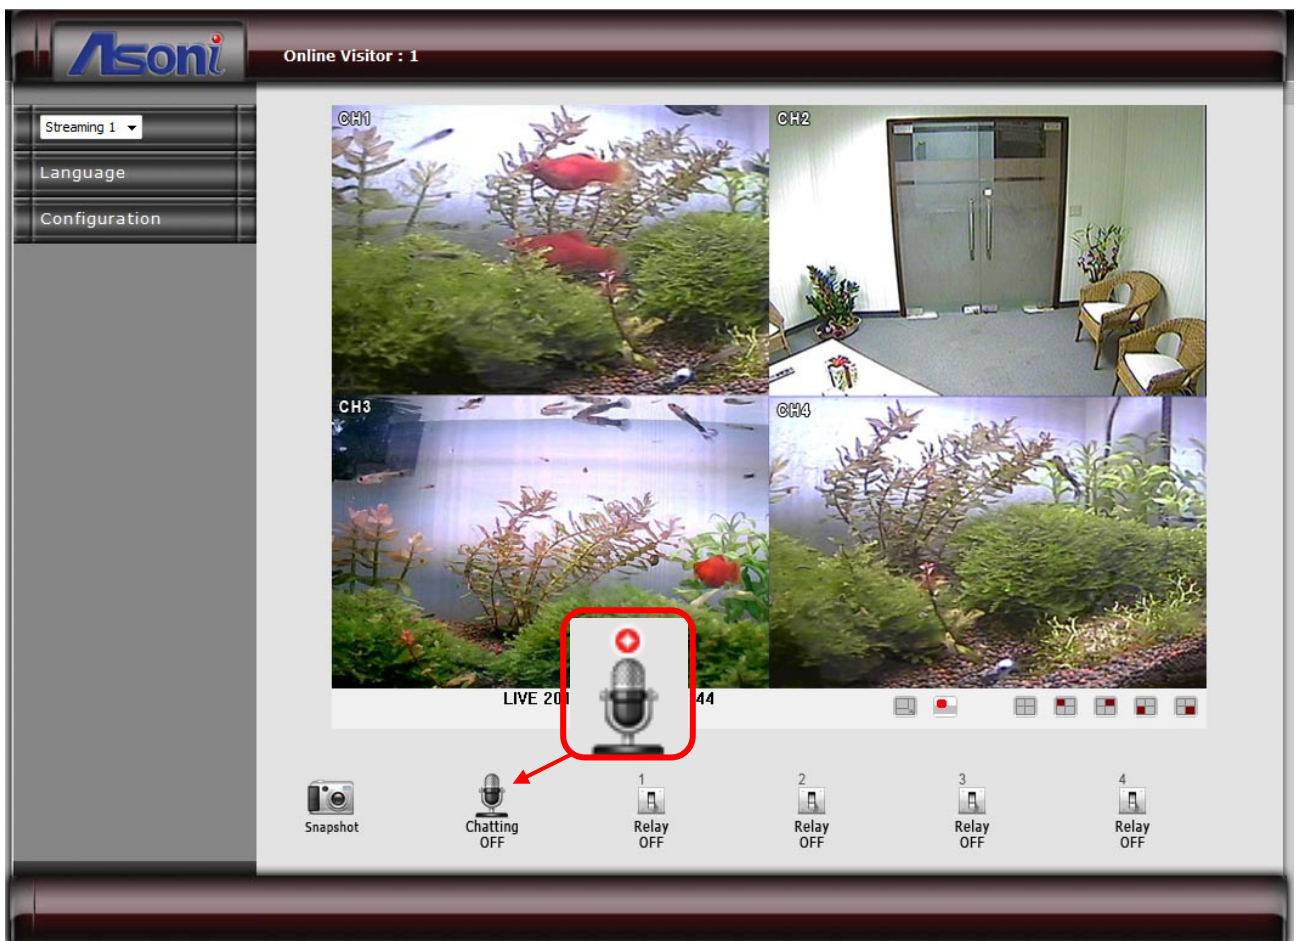 Asoni
Online Visitor : 1
Streaming 1
Language
Configuration
CH1
CH2
CH3
CH4
LIVE 201
44
Snapshot
Chatting
OFF
1
Relay
OFF
2
Relay
OFF
3
Relay
OFF
4
Relay
OFF